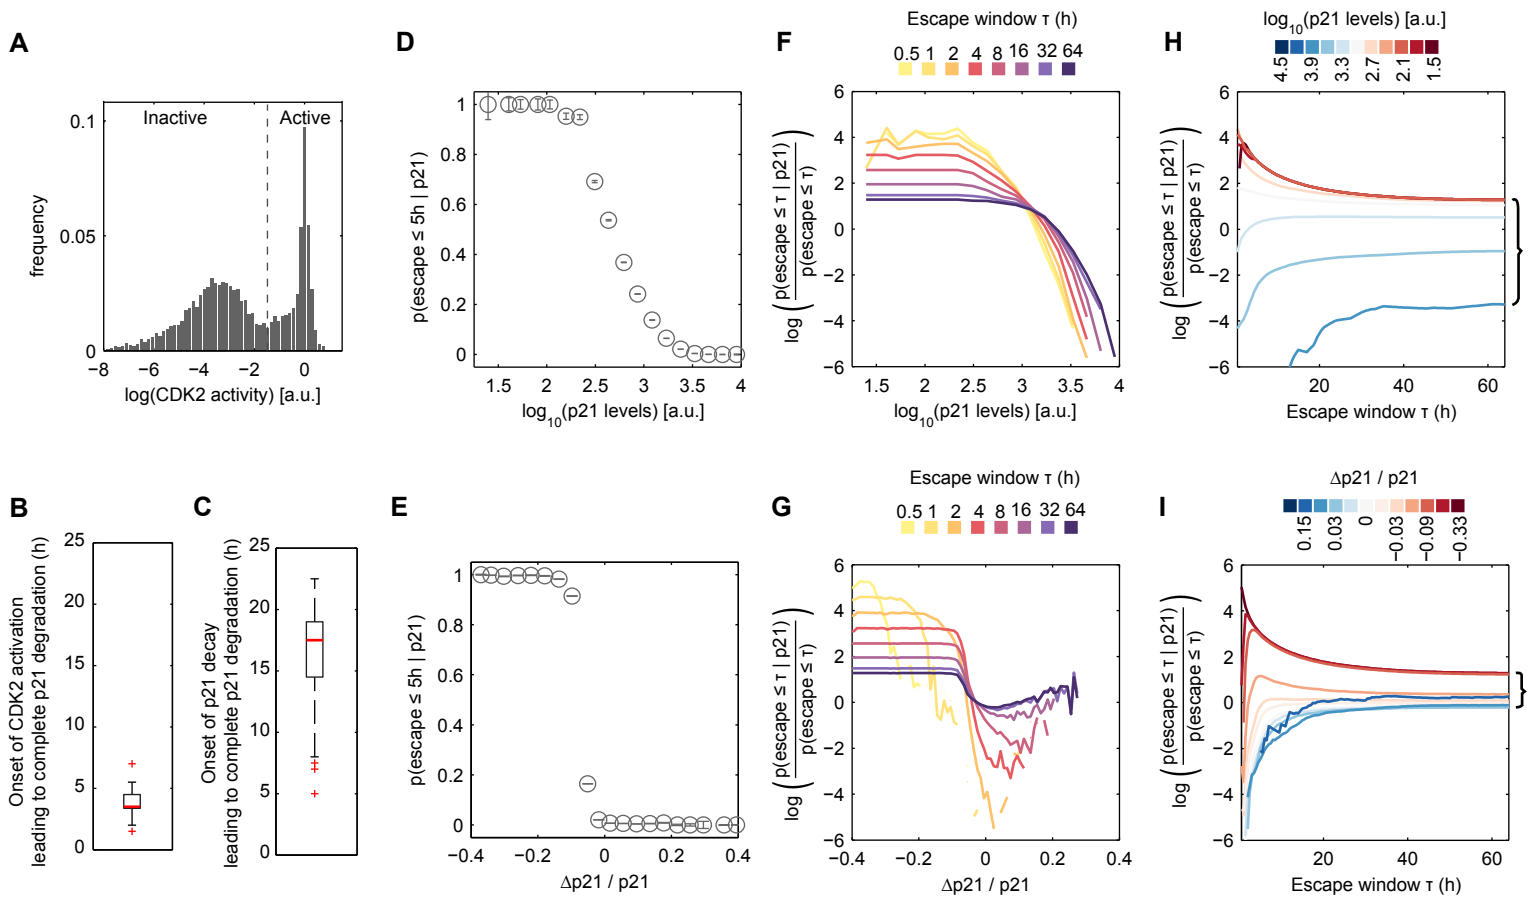 A
Inactive
Active
0.1
0.05
0
frequency
−8
−6
−4
−2
0
log(CDK2 activity) [a.u.]
B
25
20
15
10
5
0
Onset of CDK2 activation
leading to complete p21 degradation (h)
C
25
20
15
10
5
0
Onset of p21 decay
leading to complete p21 degradation (h)
D
1
0.8
0.6
0.4
0.2
0
p(escape ≤ 5h | p21)
1.5
2
2.5
3
3.5
4
log10(p21 levels) [a.u.]
E
1
0.8
0.6
0.4
0.2
0
p(escape ≤ 5h | p21)
−0.4
−0.2
0
0.2
0.4
Δp21 / p21
F
Escape window τ (h)
0.5 1 2 4 8 16 32 64
6
4
2
0
−2
−4
−6
log ( p(escape ≤ τ | p21)
p(escape ≤ τ) )
1.5
2
2.5
3
3.5
4
log10(p21 levels) [a.u.]
G
Escape window τ (h)
0.5 1 2 4 8 16 32 64
6
4
2
0
−2
−4
−6
log ( p(escape ≤ τ | p21)
p(escape ≤ τ) )
−0.4
−0.2
0
0.2
0.4
Δp21 / p21
H
log10(p21 levels) [a.u.]
4.5
3.9
3.3
2.7
2.1
1.5
6
4
2
0
−2
−4
−6
log ( p(escape ≤ τ | p21)
p(escape ≤ τ) )
20
40
60
Escape window τ (h)
I
Δp21 / p21
0.15
0.03
0
−0.03
−0.09
−0.33
6
4
2
0
−2
−4
−6
log ( p(escape ≤ τ | p21)
p(escape ≤ τ) )
20
40
60
Escape window τ (h)